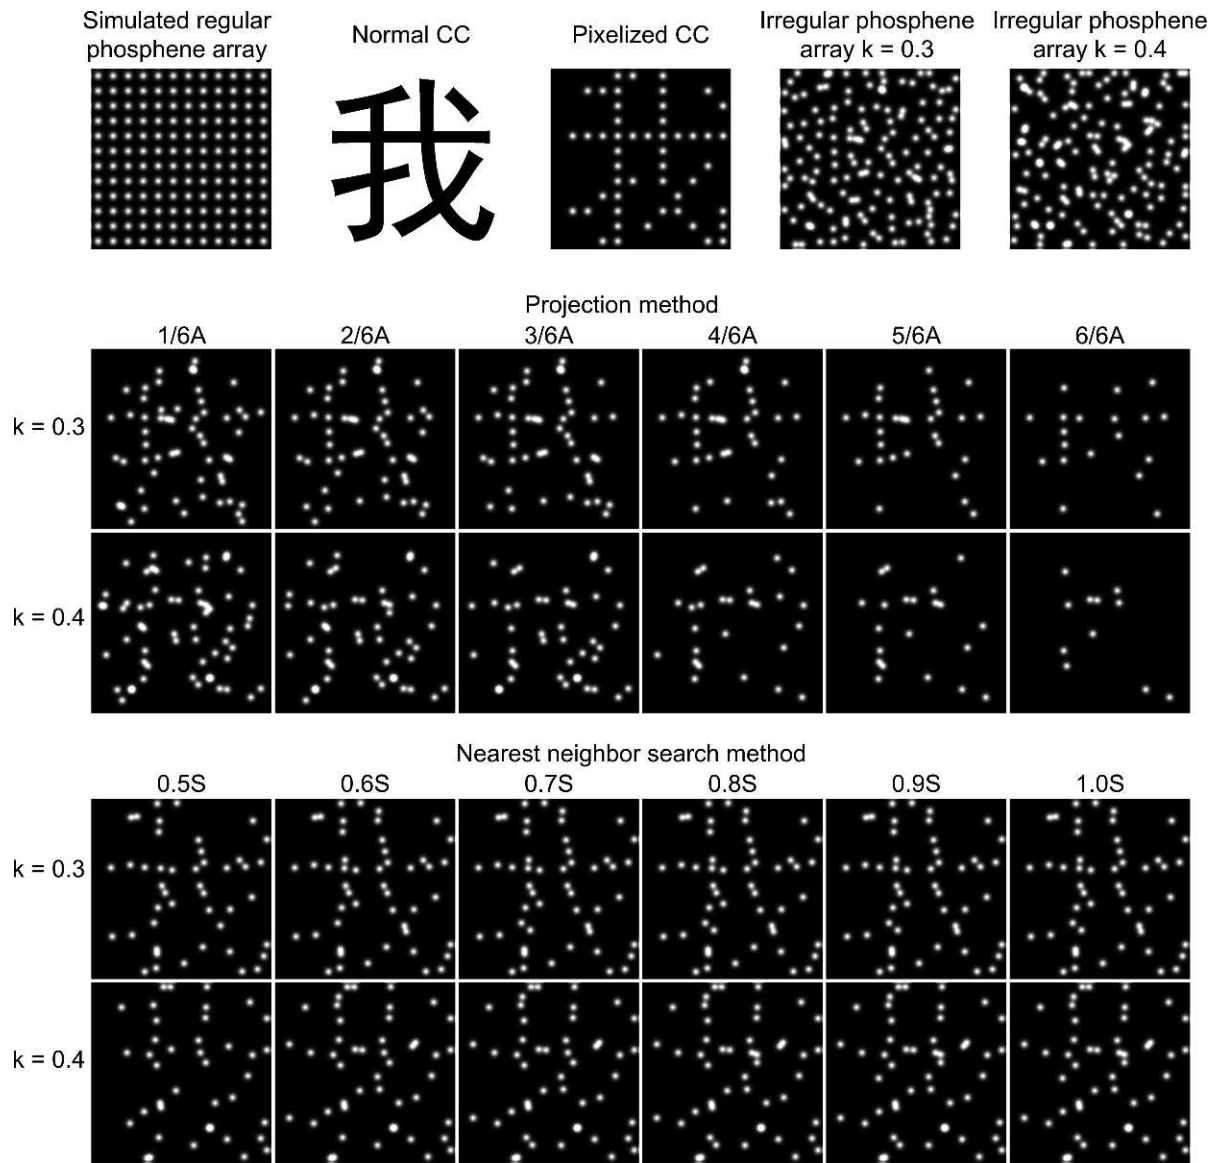 Simulated regular
phosphene array
Normal CC
Pixelized CC
Irregular phosphene
array k = 0.3
Irregular phosphene
array k = 0.4
我
Projection method
1/6A 2/6A 3/6A 4/6A 5/6A 6/6A
k = 0.3
k = 0.4
Nearest neighbor search method
0.5S 0.6S 0.7S 0.8S 0.9S 1.0S
k = 0.3
k = 0.4